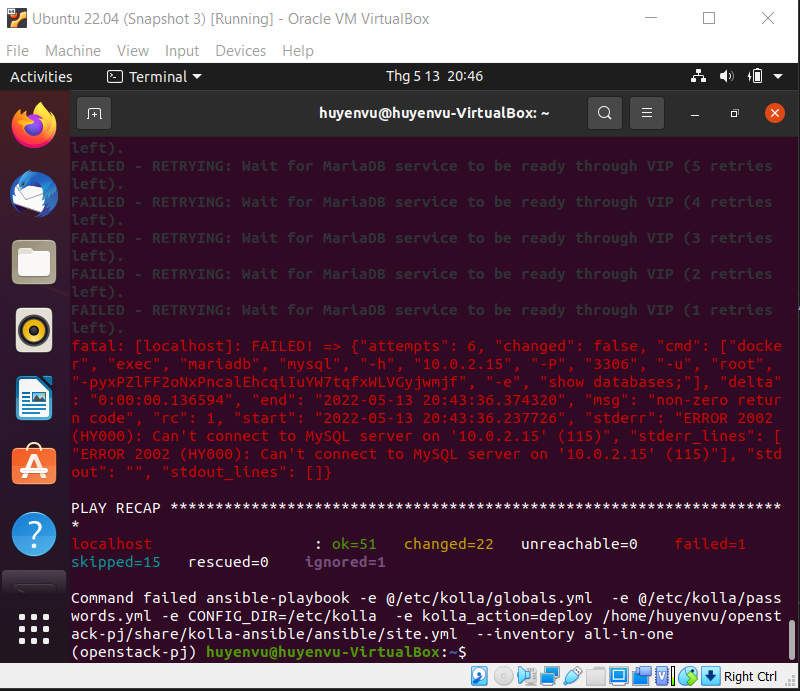 Ubuntu 22.04 (Snapshot 3) [Running] - Oracle VM VirtualBox
File Machine View Input Devices Help
Activities Terminal Thg 5 13 20:46
huyenvu@huyenvu-VirtualBox: ~
left).
FAILED - RETRYING: Wait for MariaDB service to be ready through VIP (5 retries
left).
FAILED - RETRYING: Wait for MariaDB service to be ready through VIP (4 retries
left).
FAILED - RETRYING: Wait for MariaDB service to be ready through VIP (3 retries
left).
FAILED - RETRYING: Wait for MariaDB service to be ready through VIP (2 retries
left).
FAILED - RETRYING: Wait for MariaDB service to be ready through VIP (1 retries
left).
fatal: [localhost]: FAILED! => {"attempts": 6, "changed": false, "cmd": ["docke
r", "exec", "mariadb", "mysql", "-h", "10.0.2.15", "-P", "3306", "-u", "root",
"-pyxPZlFF2oNxPncalEhcqiIuYW7tqfxWLVGyjwmjf", "-e", "show databases;"], "delta"
: "0:00:00.136594", "end": "2022-05-13 20:43:36.374320", "msg": "non-zero retur
n code", "rc": 1, "start": "2022-05-13 20:43:36.237726", "stderr": "ERROR 2002
(HY000): Can't connect to MySQL server on '10.0.2.15' (115)", "stderr_lines": [
"ERROR 2002 (HY000): Can't connect to MySQL server on '10.0.2.15' (115)"], "std
out": "", "stdout_lines": []}
PLAY RECAP ********************************************************************
*
localhost : ok=51 changed=22 unreachable=0 failed=1
skipped=15 rescued=0 ignored=1
Command failed ansible-playbook -e @/etc/kolla/globals.yml -e @/etc/kolla/pass
words.yml -e CONFIG_DIR=/etc/kolla -e kolla_action=deploy /home/huyenvu/openst
ack-pj/share/kolla-ansible/ansible/site.yml --inventory all-in-one
(openstack-pj) huyenvu@huyenvu-VirtualBox:~$
Right Ctrl